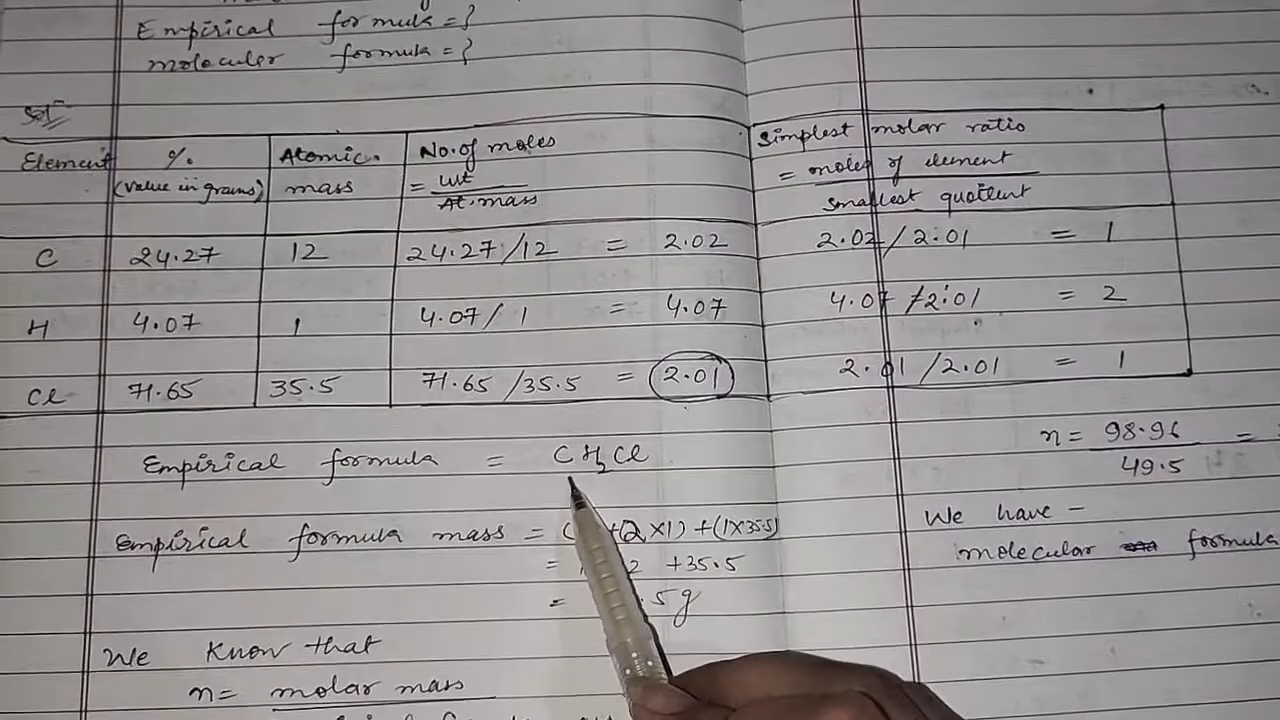 Empirical formula = ?
molecular formula = ?
Sol
Element % (value in grams) Atomic mass No. of moles = wt / At. mass Simplest molar ratio = moles of element / smallest quotient
C 24.27 12 24.27/12 = 2.02 2.02/2.01 = 1
H 4.07 1 4.07/1 = 4.07 4.07/2.01 = 2
Cl 71.65 35.5 71.65/35.5 = 2.01 2.01/2.01 = 1
Empirical formula = CH₂Cl
Empirical formula mass = ( +(2×1)+(1×35.5)
= 2 +35.5
= .5g
We know that
n = molar mass
n = 98.96 / 49.5 =
We have -
molecular formula